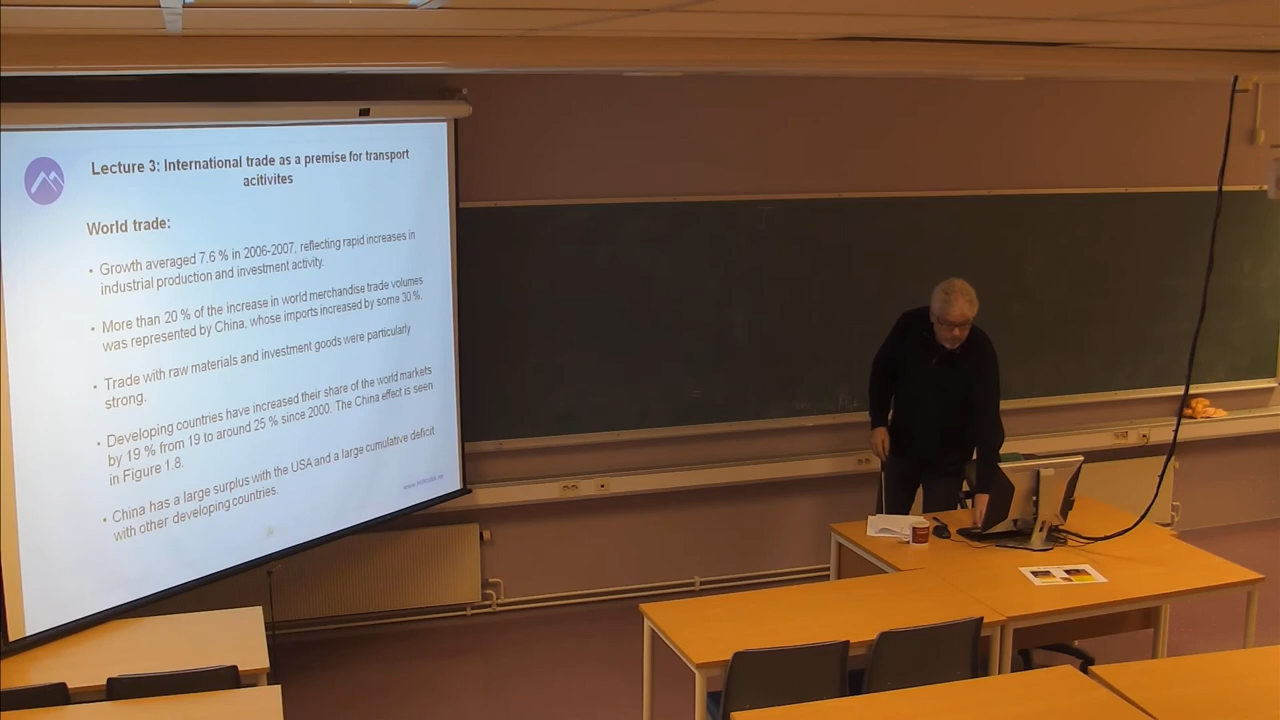 Lecture 3: International trade as a premise for transport
acitivites
World trade:
• Growth averaged 7.6 % in 2006-2007, reflecting rapid increases in
industrial production and investment activity.
• More than 20 % of the increase in world merchandise trade volumes
was represented by China, whose imports increased by some 30 %.
• Trade with raw materials and investment goods were particularly
strong.
• Developing countries have increased their share of the world markets
by 19 % from 19 to around 25 % since 2000. The China effect is seen
in Figure 1.8.
• China has a large surplus with the USA and a large cumulative deficit
with other developing countries.